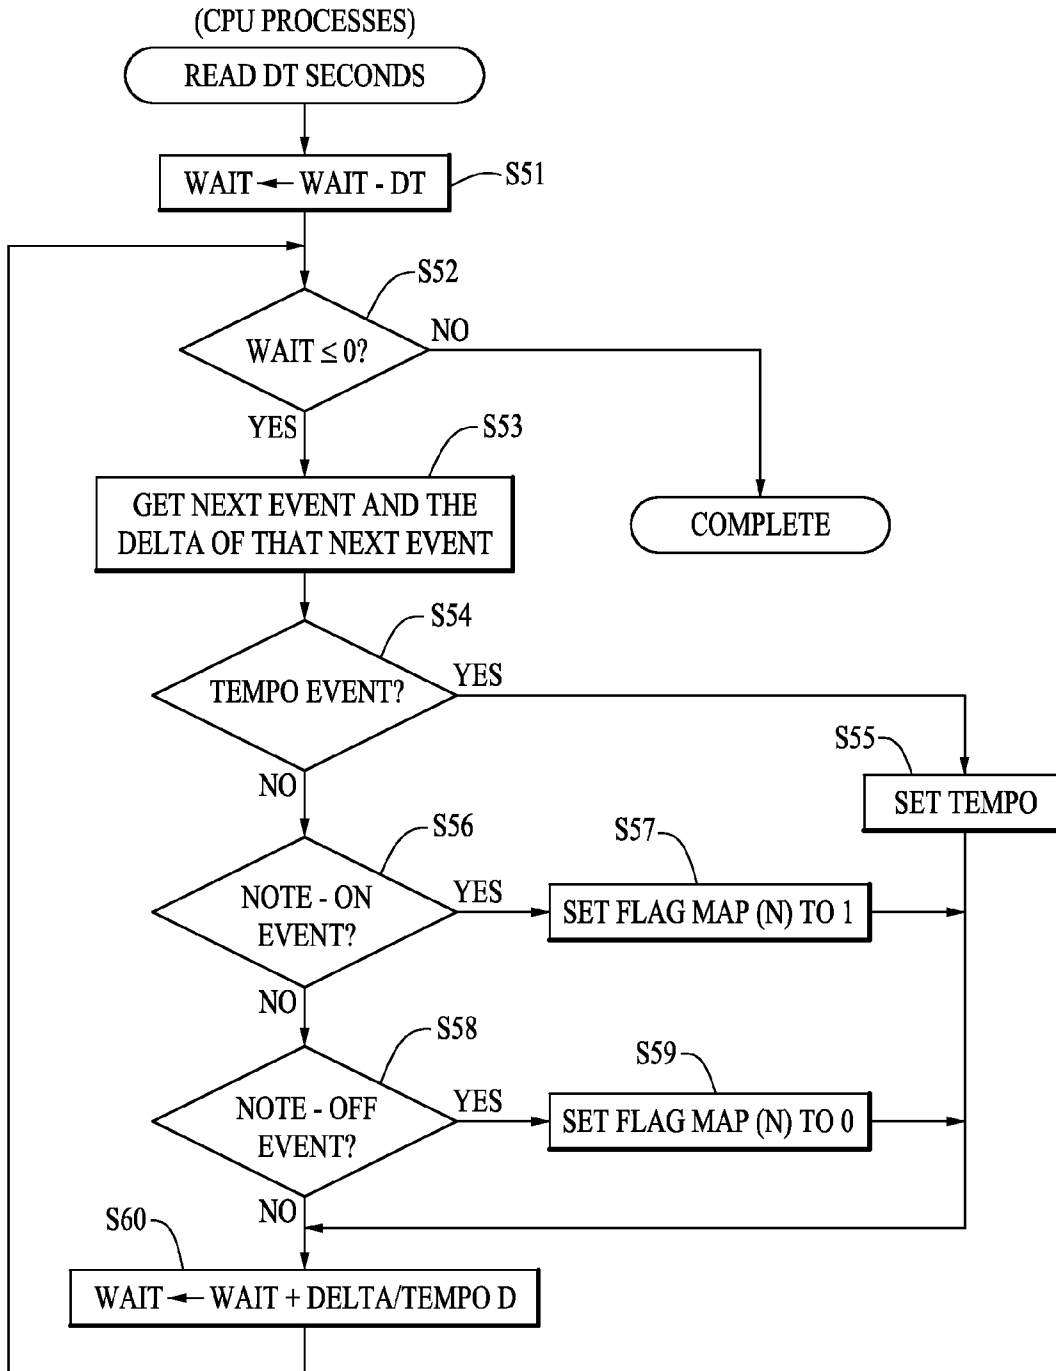 (CPU PROCESSES)
READ DT SECONDS
WAIT ← WAIT - DT
S51
S52
WAIT ≤ 0?
NO
YES
S53
GET NEXT EVENT AND THE
DELTA OF THAT NEXT EVENT
COMPLETE
S54
TEMPO EVENT?
YES
NO
S55
SET TEMPO
S56
NOTE - ON
EVENT?
YES
S57
SET FLAG MAP (N) TO 1
NO
S58
NOTE - OFF
EVENT?
YES
S59
SET FLAG MAP (N) TO 0
NO
S60
WAIT ← WAIT + DELTA/TEMPO D